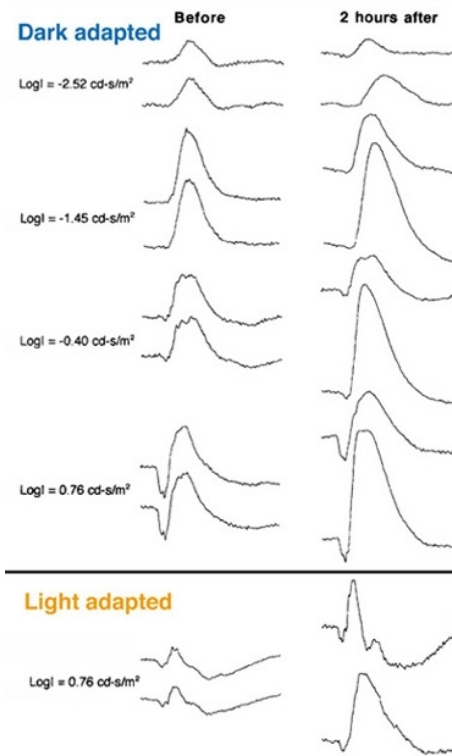 Before 2 hours after
Dark adapted
LogI = -2.52 cd-s/m²
LogI = -1.45 cd-s/m²
LogI = -0.40 cd-s/m²
LogI = 0.76 cd-s/m²
Light adapted
LogI = 0.76 cd-s/m²